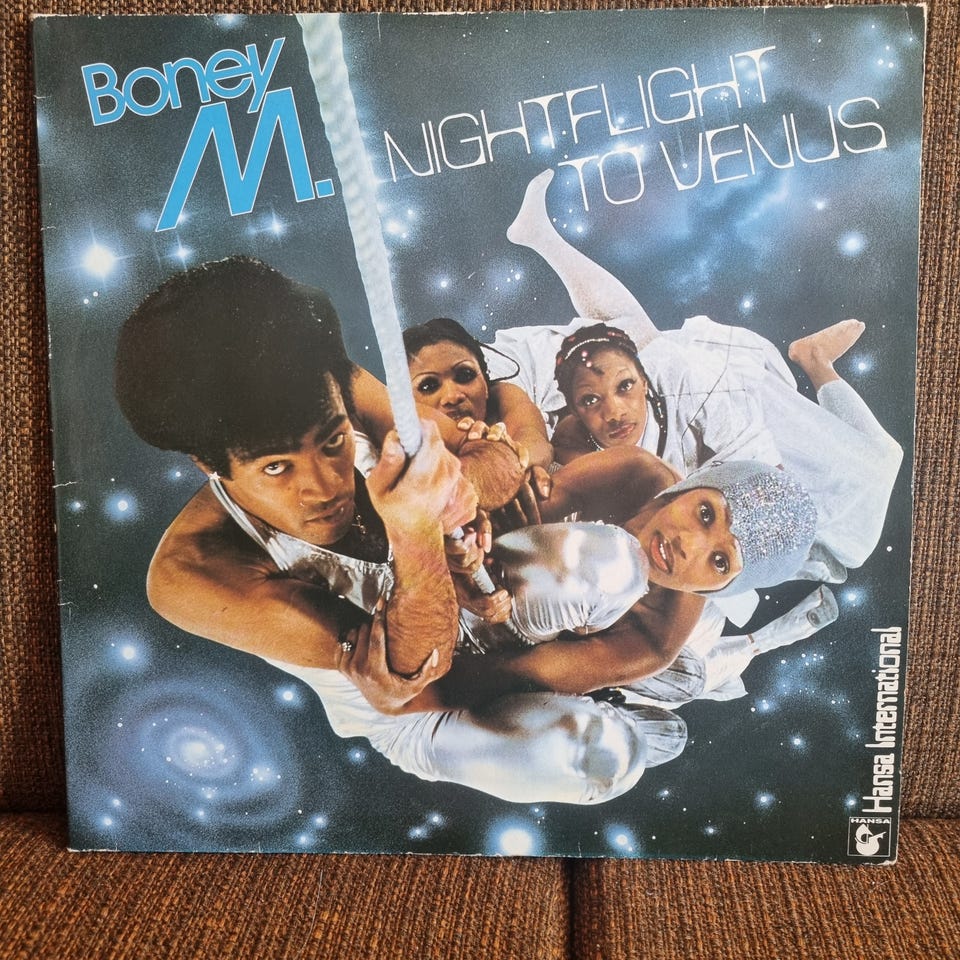 Boney
M.
NIGHTFLIGHT
TO VENUS
Hansa International
HANSA